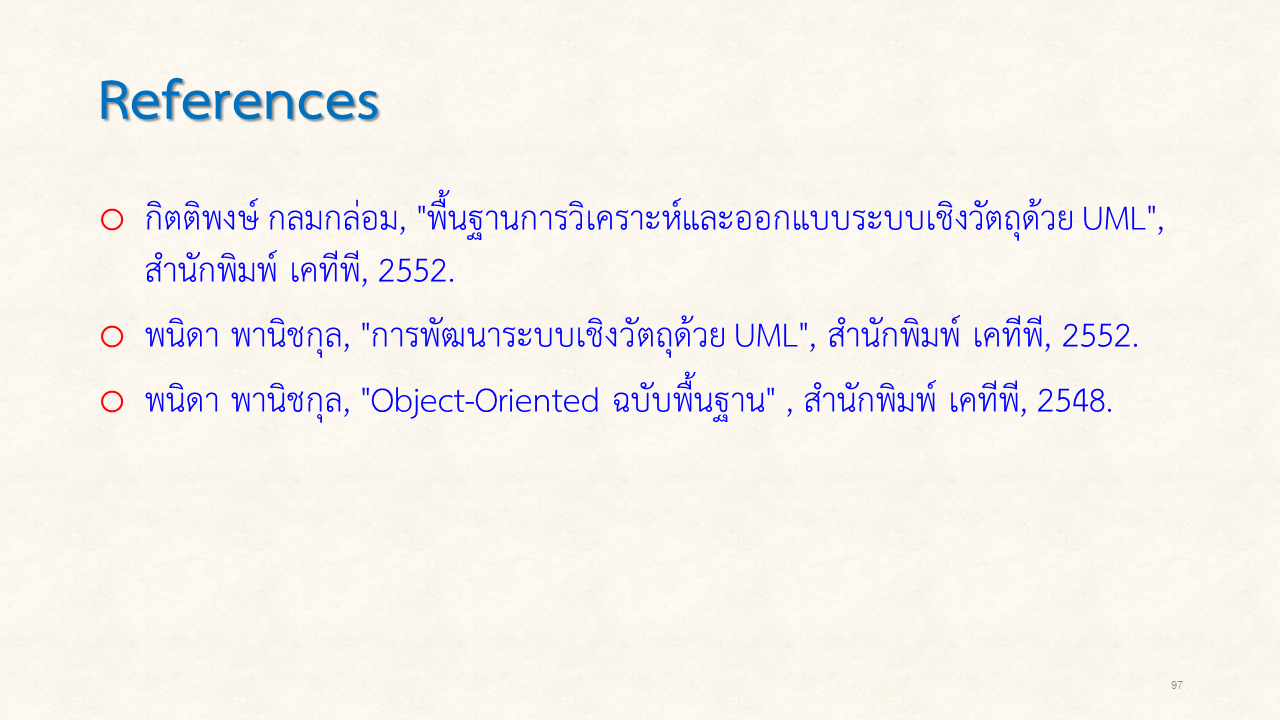 References
กิตติพงษ์ กลมกล่อม, "พื้นฐานการวิเคราะห์และออกแบบระบบเชิงวัตถุด้วย UML",
สำนักพิมพ์ เคทีพี, 2552.
พนิดา พานิชกุล, "การพัฒนาระบบเชิงวัตถุด้วย UML", สำนักพิมพ์ เคทีพี, 2552.
พนิดา พานิชกุล, "Object-Oriented ฉบับพื้นฐาน" , สำนักพิมพ์ เคทีพี, 2548.
97